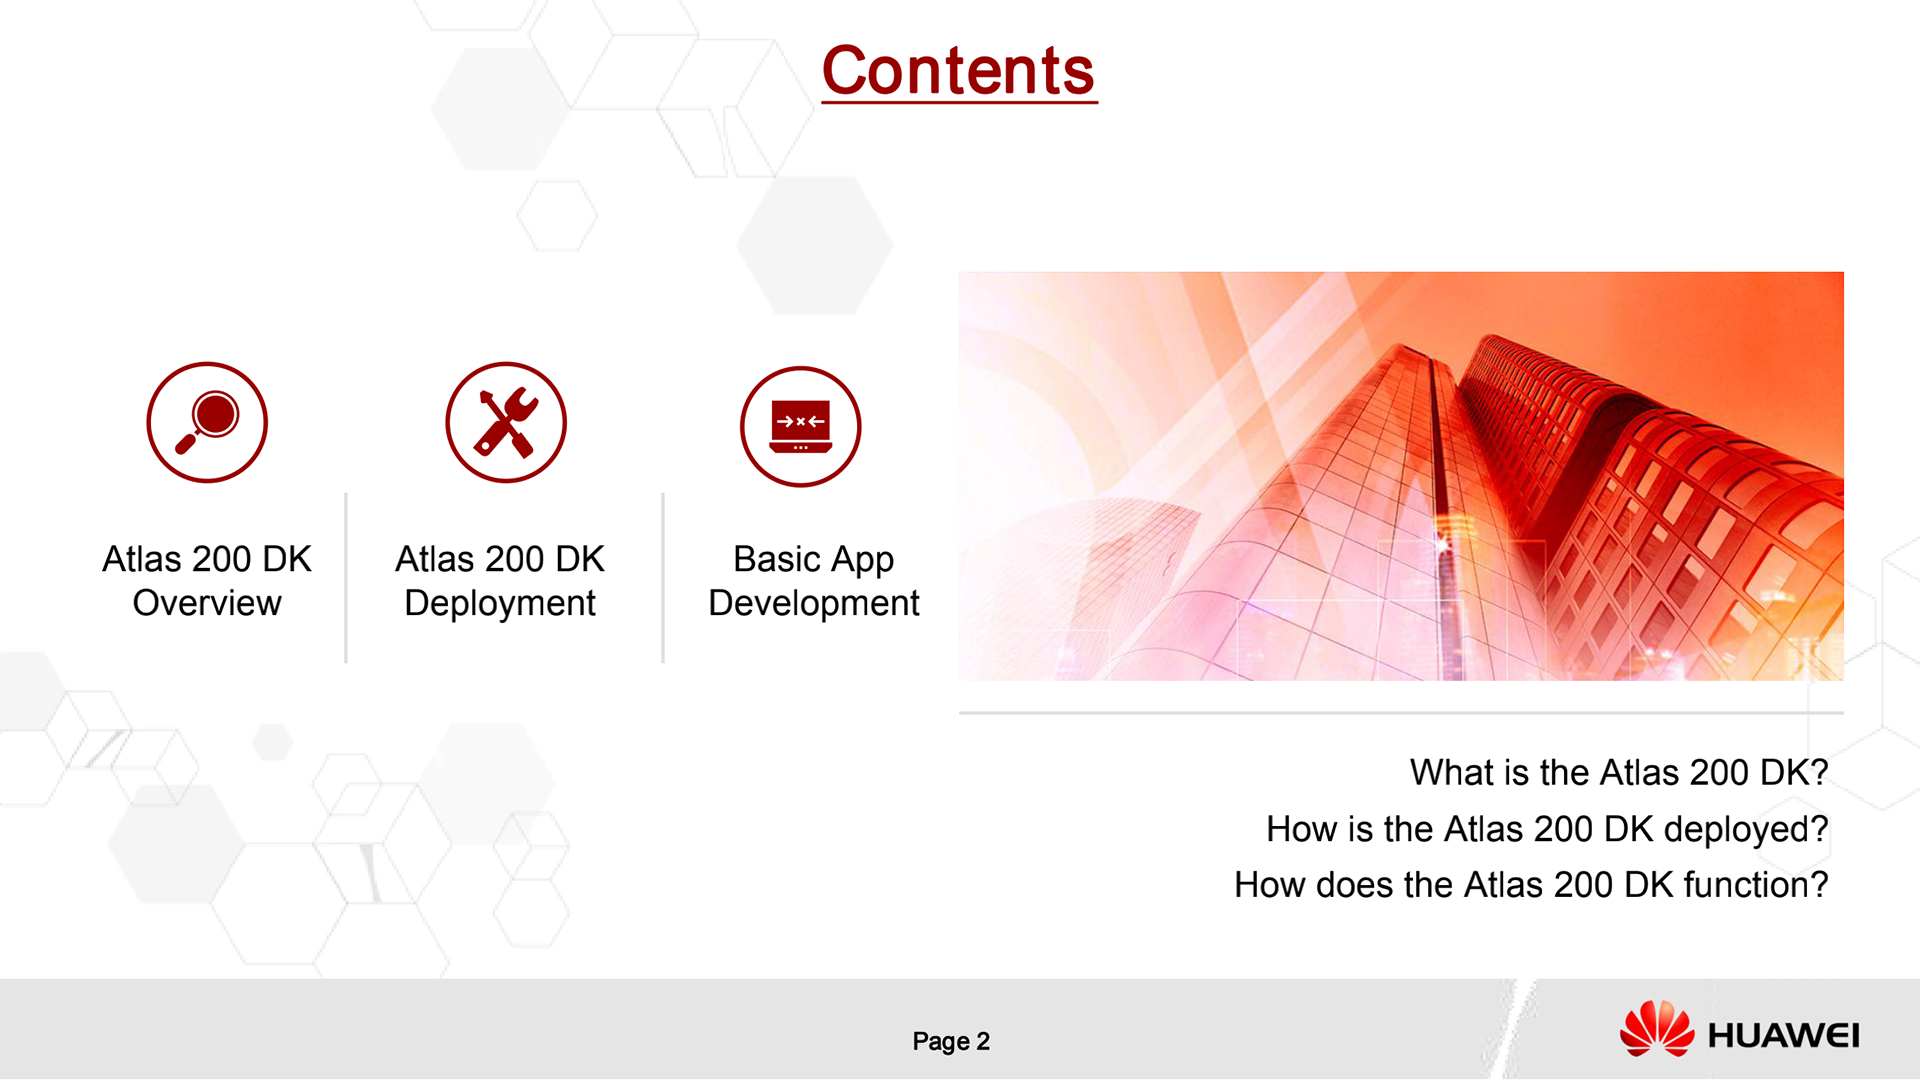 Contents
Atlas 200 DK
Overview
Atlas 200 DK
Deployment
Basic App
Development
What is the Atlas 200 DK?
How is the Atlas 200 DK deployed?
How does the Atlas 200 DK function?
Page 2
HUAWEI